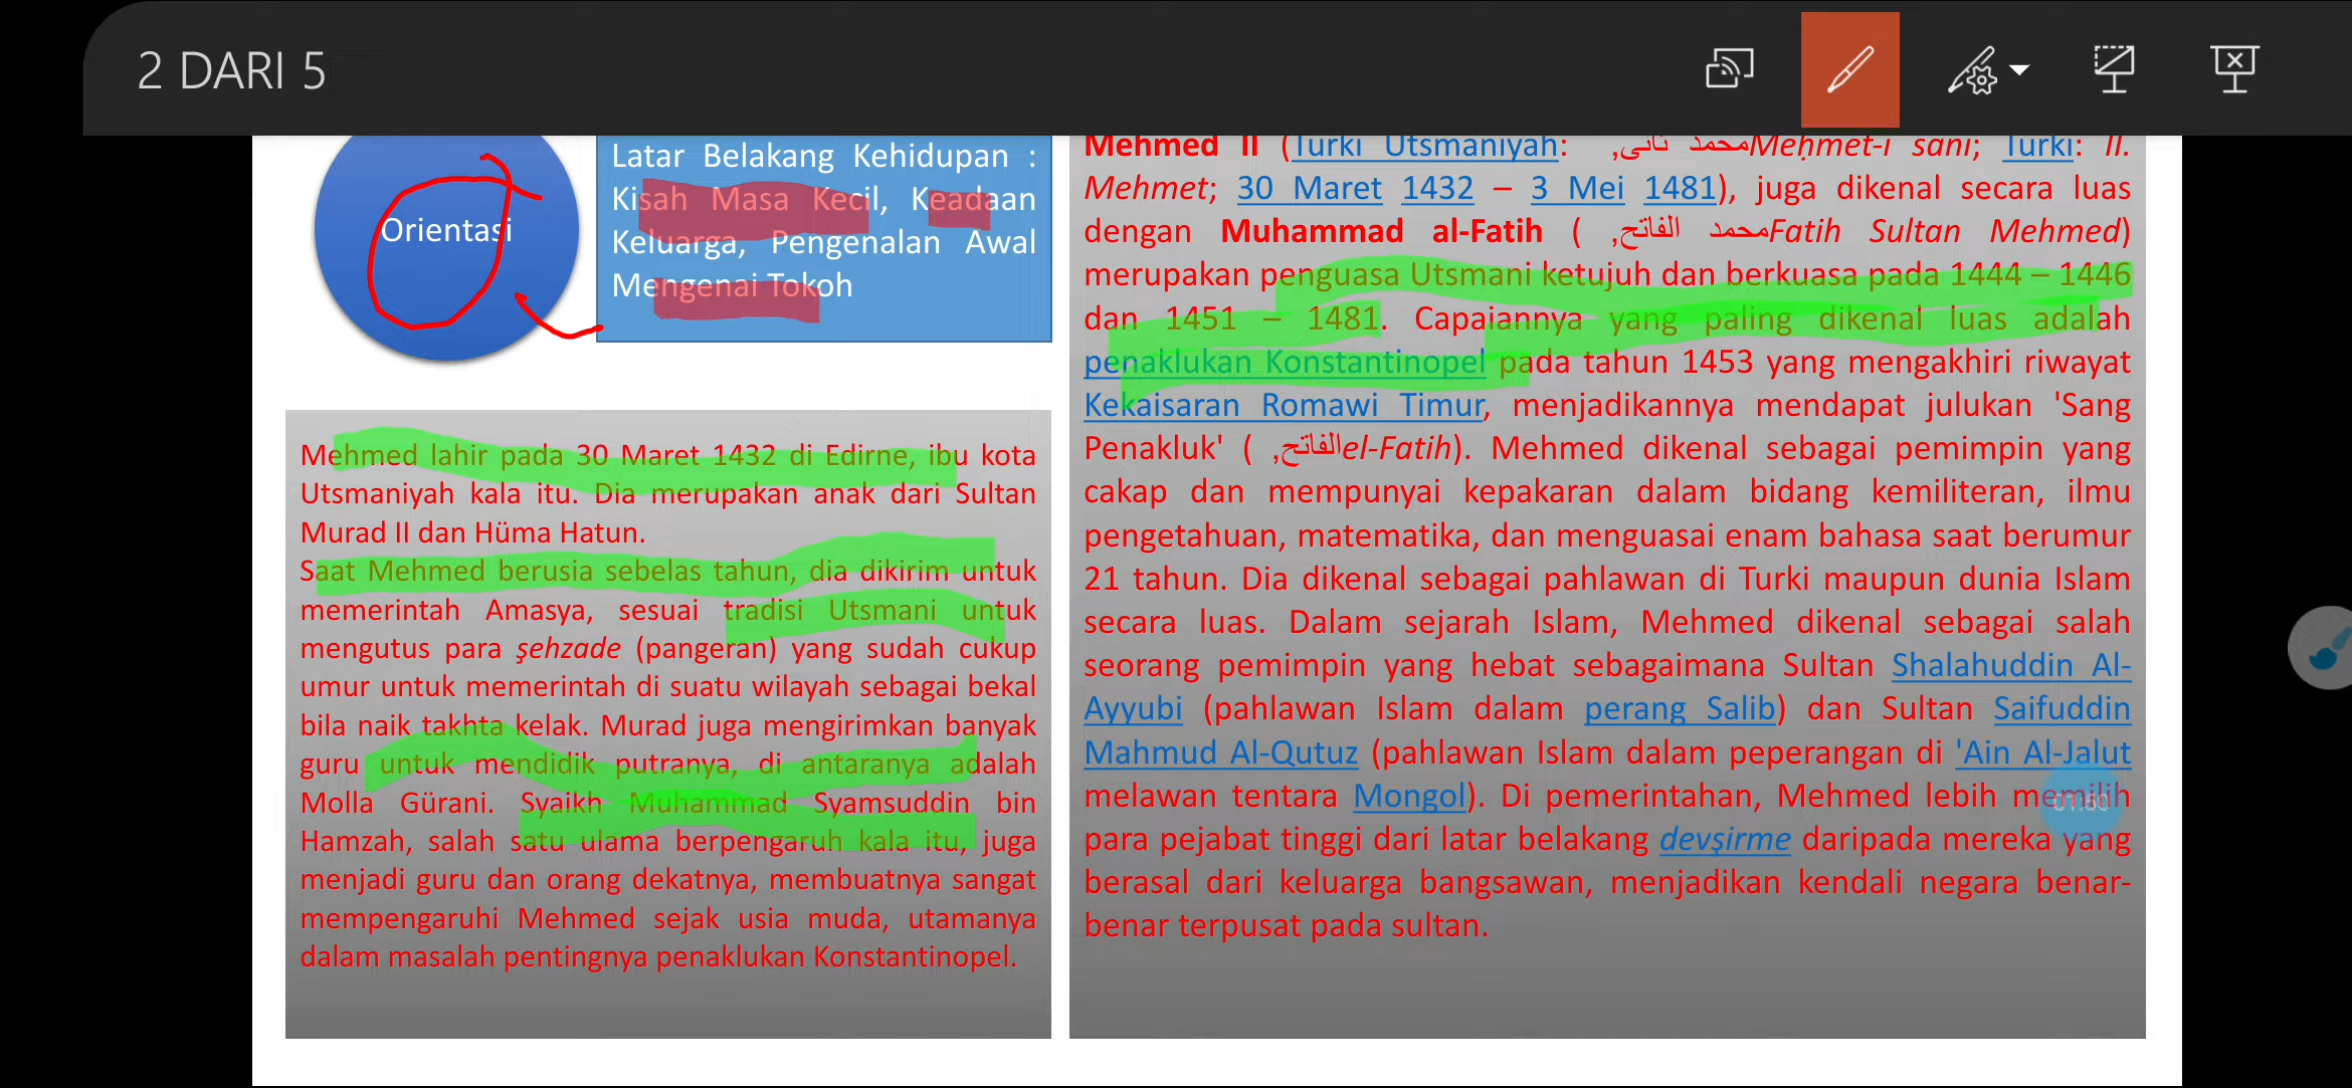 2 DARI 5
Orientasi
Latar Belakang Kehidupan :
Kisah Masa Kecil, Keadaan
Keluarga, Pengenalan Awal
Mengenai Tokoh
Mehmed lahir pada 30 Maret 1432 di Edirne, ibu kota
Utsmaniyah kala itu. Dia merupakan anak dari Sultan
Murad II dan Hüma Hatun.
Saat Mehmed berusia sebelas tahun, dia dikirim untuk
memerintah Amasya, sesuai tradisi Utsmani untuk
mengutus para şehzade (pangeran) yang sudah cukup
umur untuk memerintah di suatu wilayah sebagai bekal
bila naik takhta kelak. Murad juga mengirimkan banyak
guru untuk mendidik putranya, di antaranya adalah
Molla Gürani. Syaikh Muhammad Syamsuddin bin
Hamzah, salah satu ulama berpengaruh kala itu, juga
menjadi guru dan orang dekatnya, membuatnya sangat
mempengaruhi Mehmed sejak usia muda, utamanya
dalam masalah pentingnya penaklukan Konstantinopel.
Mehmed II (Turki Utsmaniyah: محمد ثانى, Meḥmet-i sani; Turki: II.
Mehmet; 30 Maret 1432 – 3 Mei 1481), juga dikenal secara luas
dengan Muhammad al-Fatih ( محمد الفاتح, Fatih Sultan Mehmed)
merupakan penguasa Utsmani ketujuh dan berkuasa pada 1444 – 1446
dan 1451 – 1481. Capaiannya yang paling dikenal luas adalah
penaklukan Konstantinopel pada tahun 1453 yang mengakhiri riwayat
Kekaisaran Romawi Timur, menjadikannya mendapat julukan 'Sang
Penakluk' ( الفاتح, el-Fatih). Mehmed dikenal sebagai pemimpin yang
cakap dan mempunyai kepakaran dalam bidang kemiliteran, ilmu
pengetahuan, matematika, dan menguasai enam bahasa saat berumur
21 tahun. Dia dikenal sebagai pahlawan di Turki maupun dunia Islam
secara luas. Dalam sejarah Islam, Mehmed dikenal sebagai salah
seorang pemimpin yang hebat sebagaimana Sultan Shalahuddin Al-
Ayyubi (pahlawan Islam dalam perang Salib) dan Sultan Saifuddin
Mahmud Al-Qutuz (pahlawan Islam dalam peperangan di 'Ain Al-Jalut
melawan tentara Mongol). Di pemerintahan, Mehmed lebih memilih
para pejabat tinggi dari latar belakang devşirme daripada mereka yang
berasal dari keluarga bangsawan, menjadikan kendali negara benar-
benar terpusat pada sultan.